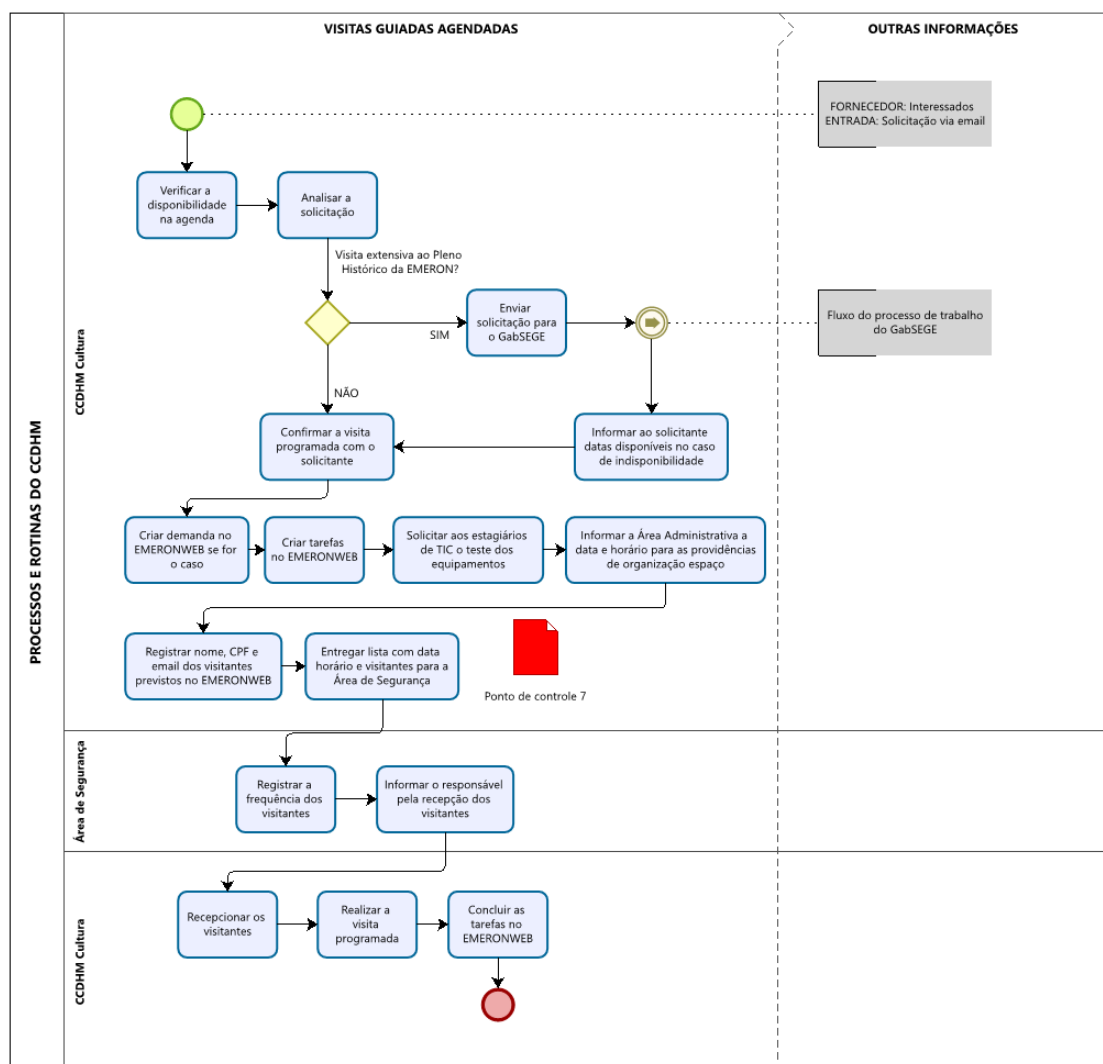 VISITAS GUIADAS AGENDADAS
OUTRAS INFORMAÇÕES
PROCESSOS E ROTINAS DO CCDHM
CCDHM Cultura
FORNECEDOR: Interessados
ENTRADA: Solicitação via email
Verificar a
disponibilidade
na agenda
Analisar a
solicitação
Visita extensiva ao Pleno
Histórico da EMERON?
SIM
Enviar
solicitação para
o GabSEGE
Fluxo do processo de trabalho
do GabSEGE
NÃO
Confirmar a visita
programada com o
solicitante
Informar ao solicitante
datas disponíveis no caso
de indisponibilidade
Criar demanda no
EMERONWEB se for
o caso
Criar tarefas
no EMERONWEB
Solicitar aos estagiários
de TIC o teste dos
equipamentos
Informar a Área Administrativa a
data e horário para as providências
de organização espaço
Registrar nome, CPF e
email dos visitantes
previstos no EMERONWEB
Entregar lista com data
horário e visitantes para a
Área de Segurança
Ponto de controle 7
Área de Segurança
Registrar a
frequência dos
visitantes
Informar o responsável
pela recepção dos
visitantes
CCDHM Cultura
Recepcionar os
visitantes
Realizar a
visita
programada
Concluir as
tarefas no
EMERONWEB